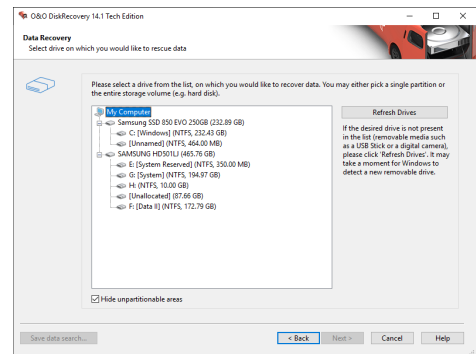 O&O DiskRecovery 14.1 Tech Edition
Data Recovery
Select drive on which you would like to rescue data
Please select a drive from the list, on which you would like to recover data. You may either pick a single partition or
the entire storage volume (e.g. hard disk).
My Computer
Samsung SSD 850 EVO 250GB (232.89 GB)
C: [Windows] (NTFS, 232.43 GB)
[Unnamed] (NTFS, 464.00 MB)
SAMSUNG HD501LJ (465.76 GB)
E: [System Reserved] (NTFS, 350.00 MB)
G: [System] (NTFS, 194.97 GB)
H: (NTFS, 10.00 GB)
[Unallocated] (87.66 GB)
F: [Data II] (NTFS, 172.79 GB)
Refresh Drives
If the desired drive is not present
in the list (removable media such
as a USB Stick or a digital camera),
please click 'Refresh Drives'. It may
take a moment for Windows to
detect a new removable drive.
Hide unpartitionable areas
Save data search...
< Back
Next >
Cancel
Help